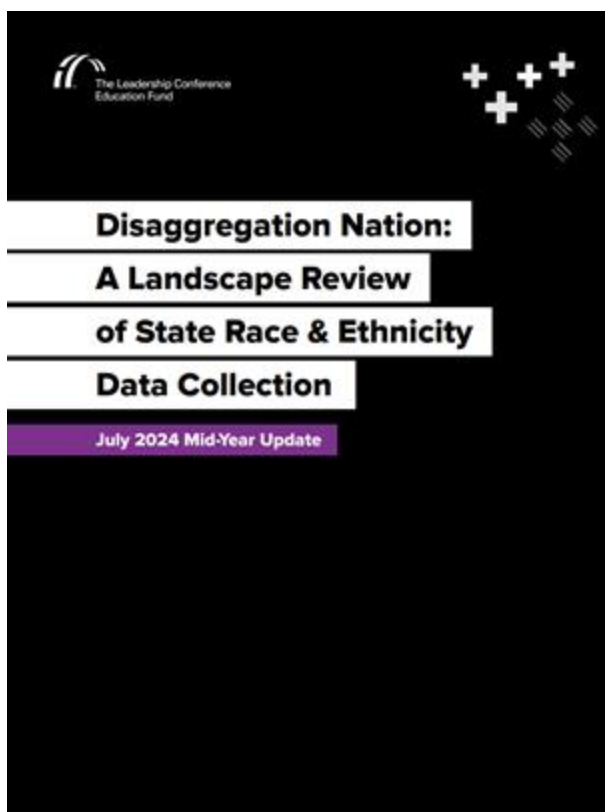 The Leadership Conference
Education Fund
Disaggregation Nation:
A Landscape Review
of State Race & Ethnicity
Data Collection
July 2024 Mid-Year Update